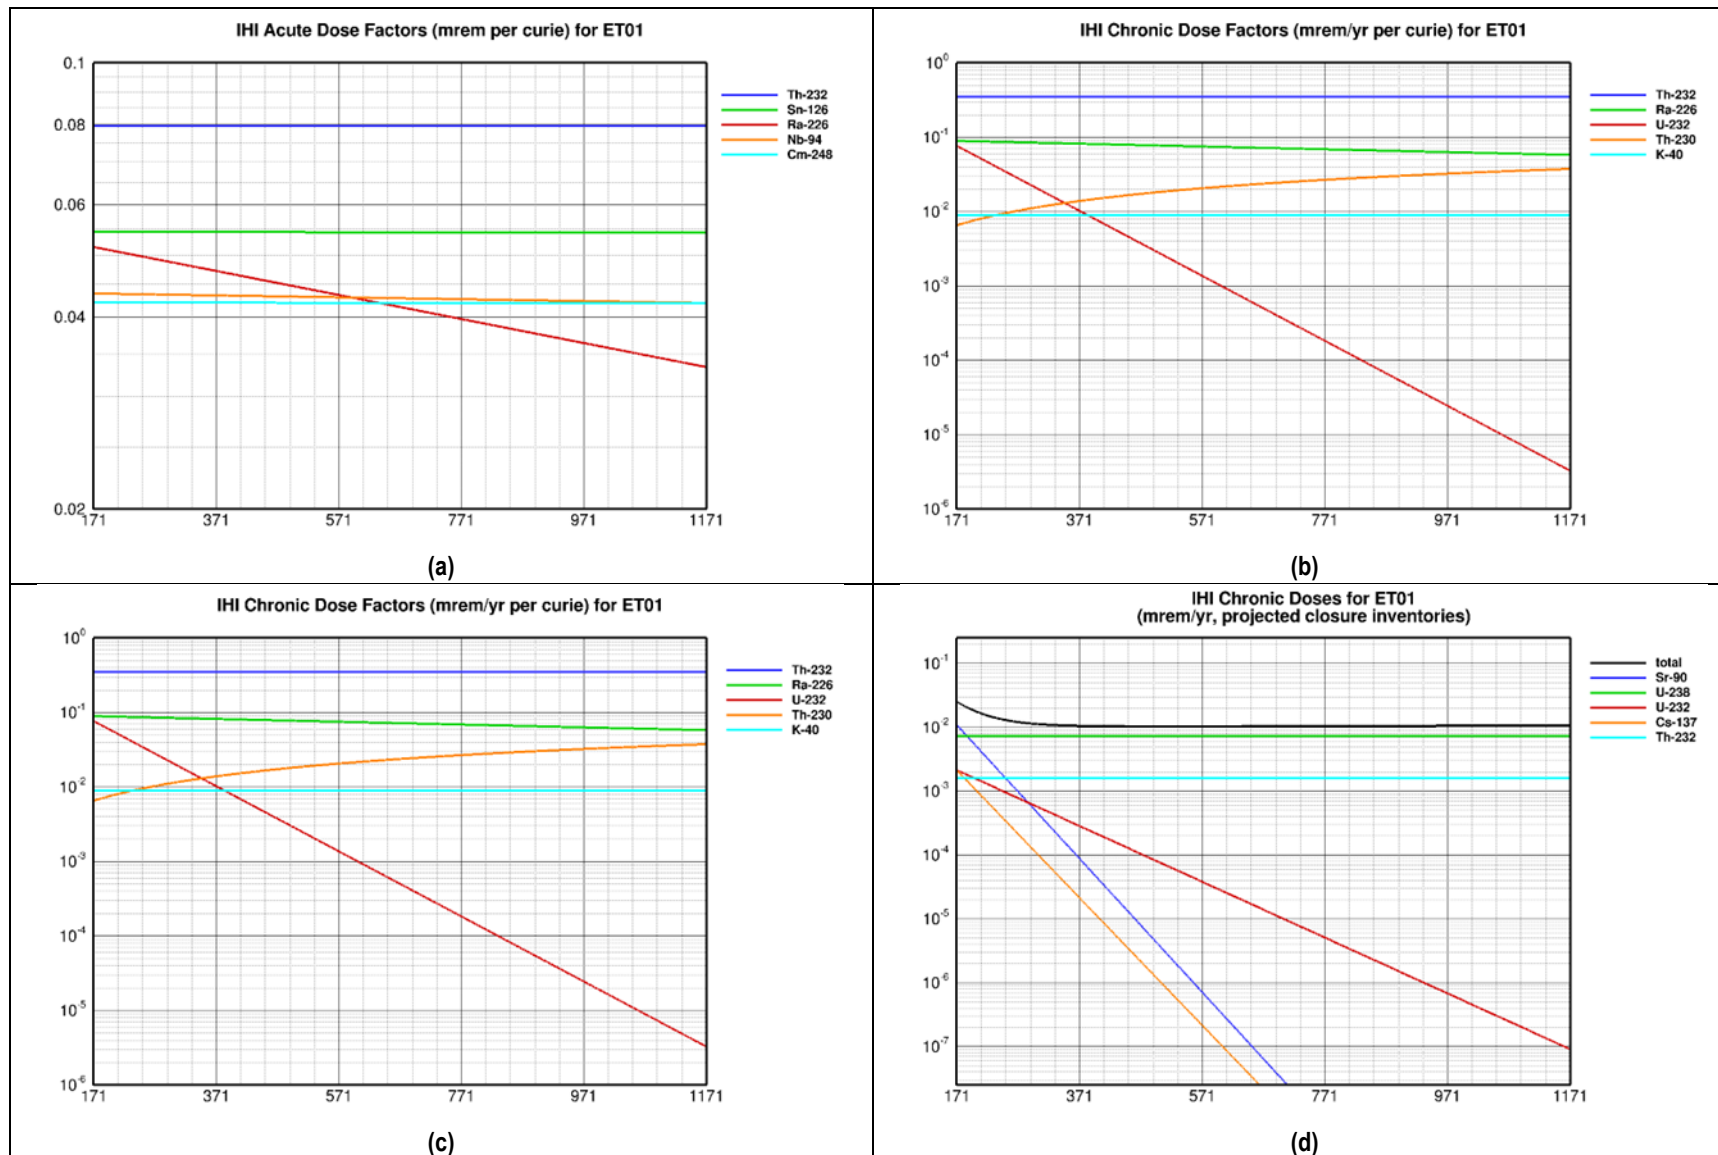 IHI Acute Dose Factors (mrem per curie) for ET01
0.1
0.08
0.06
0.04
0.02
171 371 571 771 971 1171
Th-232
Sn-126
Ra-226
Nb-94
Cm-248
(a)
IHI Chronic Dose Factors (mrem/yr per curie) for ET01
10⁰
10⁻¹
10⁻²
10⁻³
10⁻⁴
10⁻⁵
10⁻⁶
171 371 571 771 971 1171
Th-232
Ra-226
U-232
Th-230
K-40
(b)
IHI Chronic Dose Factors (mrem/yr per curie) for ET01
10⁰
10⁻¹
10⁻²
10⁻³
10⁻⁴
10⁻⁵
10⁻⁶
171 371 571 771 971 1171
Th-232
Ra-226
U-232
Th-230
K-40
(c)
IHI Chronic Doses for ET01
(mrem/yr, projected closure inventories)
10⁻¹
10⁻²
10⁻³
10⁻⁴
10⁻⁵
10⁻⁶
10⁻⁷
171 371 571 771 971 1171
total
Sr-90
U-238
U-232
Cs-137
Th-232
(d)